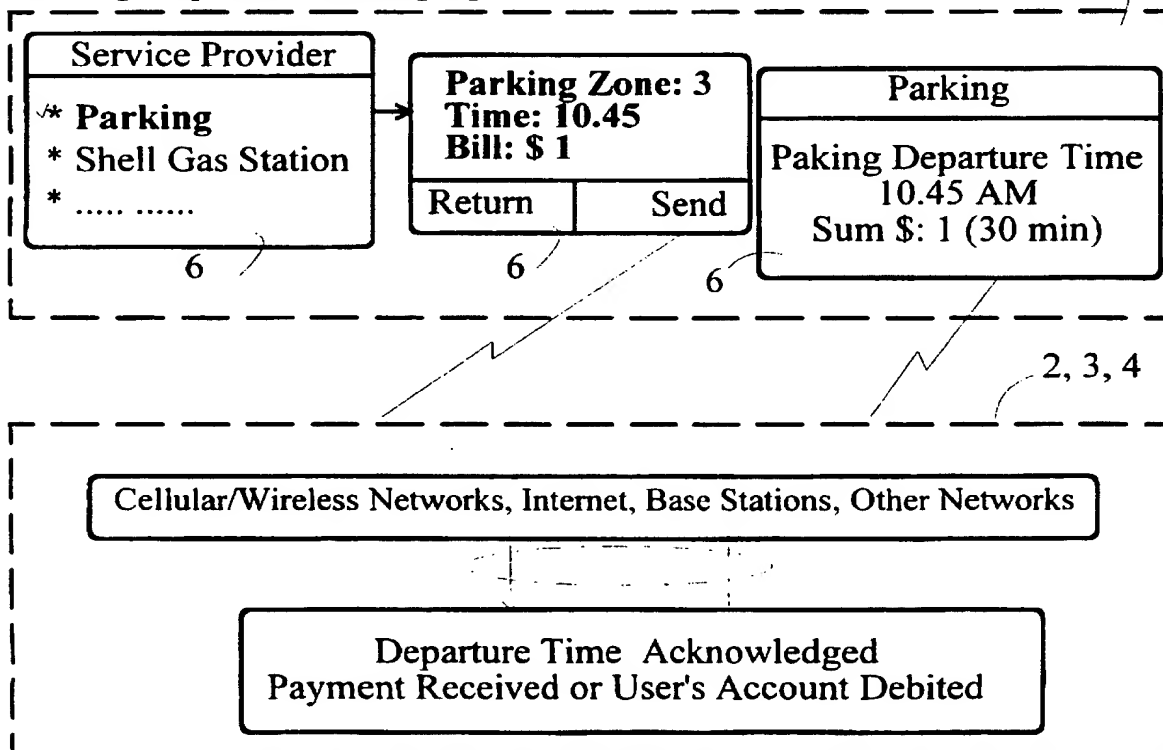 Service Provider
* Parking
* Shell Gas Station
* ..... ......
6
Parking Zone: 3
Time: 10.45
Bill: $ 1
Return Send
6
Parking
Paking Departure Time
10.45 AM
Sum $: 1 (30 min)
6
2, 3, 4
Cellular/Wireless Networks, Internet, Base Stations, Other Networks
Departure Time Acknowledged
Payment Received or User's Account Debited